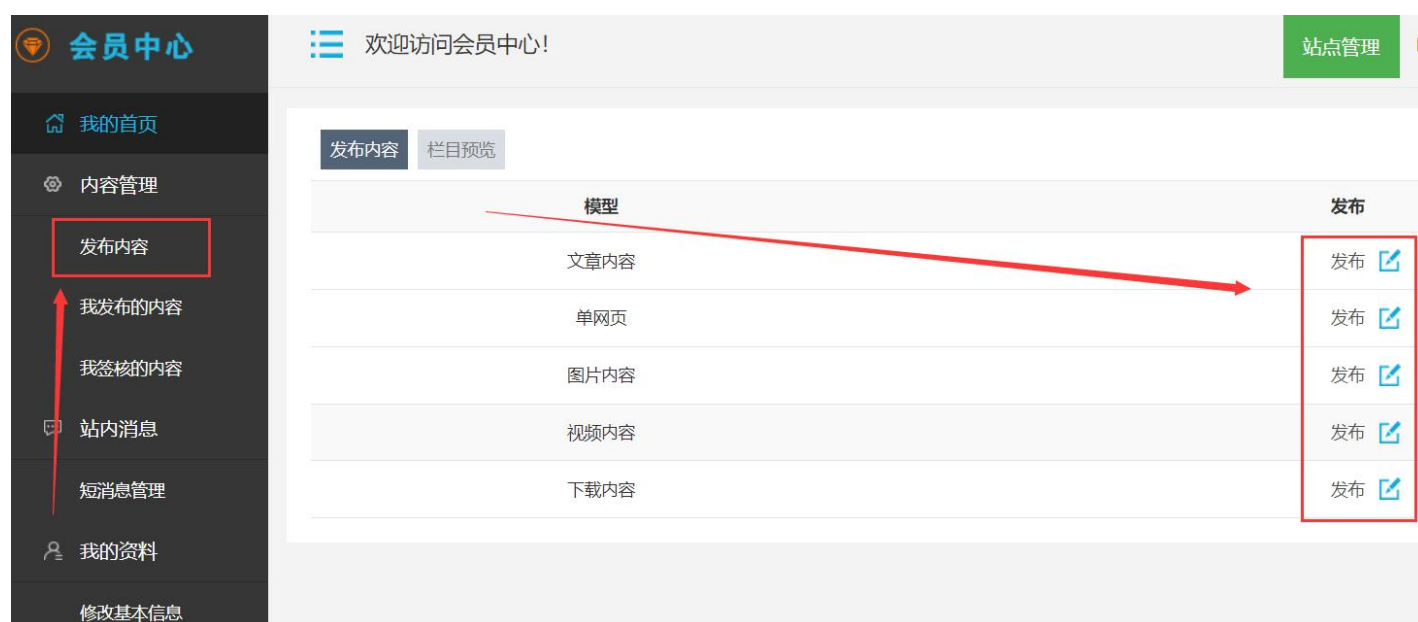 会员中心
欢迎访问会员中心!
站点管理
我的首页
内容管理
发布内容
我发布的内容
我签核的内容
站内消息
短消息管理
我的资料
修改基本信息
发布内容 栏目预览
模型 发布
文章内容 发布
单网页 发布
图片内容 发布
视频内容 发布
下载内容 发布